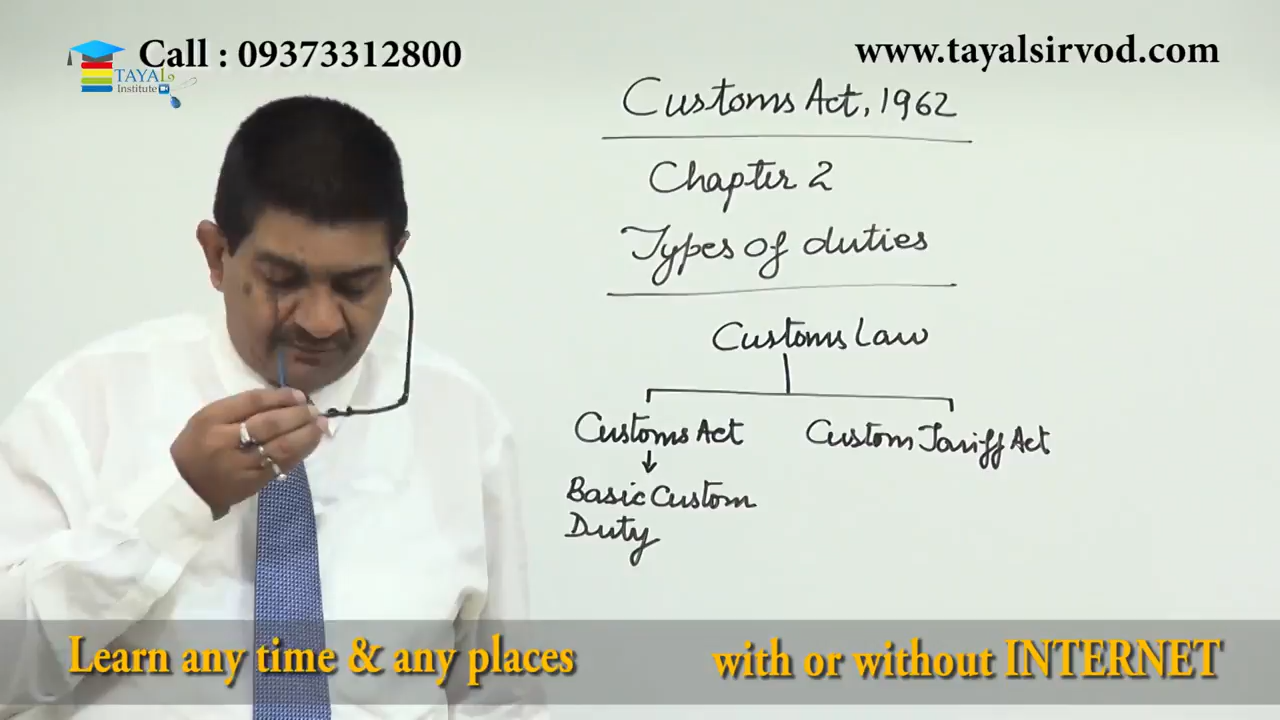 Call : 09373312800
www.tayalsirvod.com
TAYAL
Institute
Customs Act, 1962
Chapter 2
Types of duties
Customs Law
Customs Act
Custom Tariff Act
Basic Custom
Duty
Learn any time & any places
with or without INTERNET